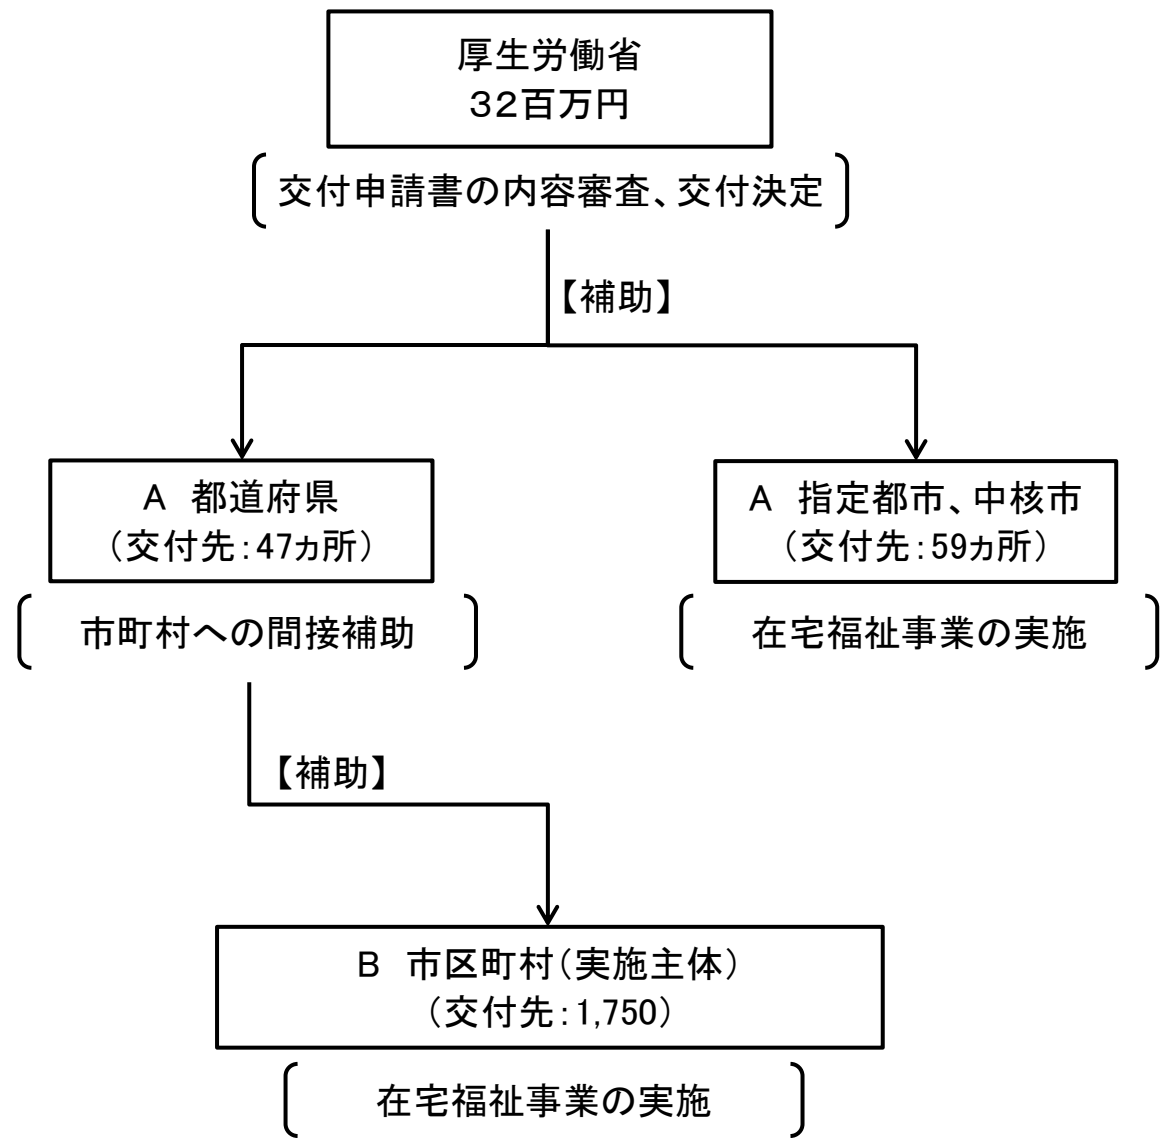 厚生労働省
32百万円
交付申請書の内容審査、交付決定
【補助】
A 都道府県
(交付先:47ヵ所)
A 指定都市、中核市
(交付先:59ヵ所)
市町村への間接補助
在宅福祉事業の実施
【補助】
B 市区町村(実施主体)
(交付先:1,750)
在宅福祉事業の実施